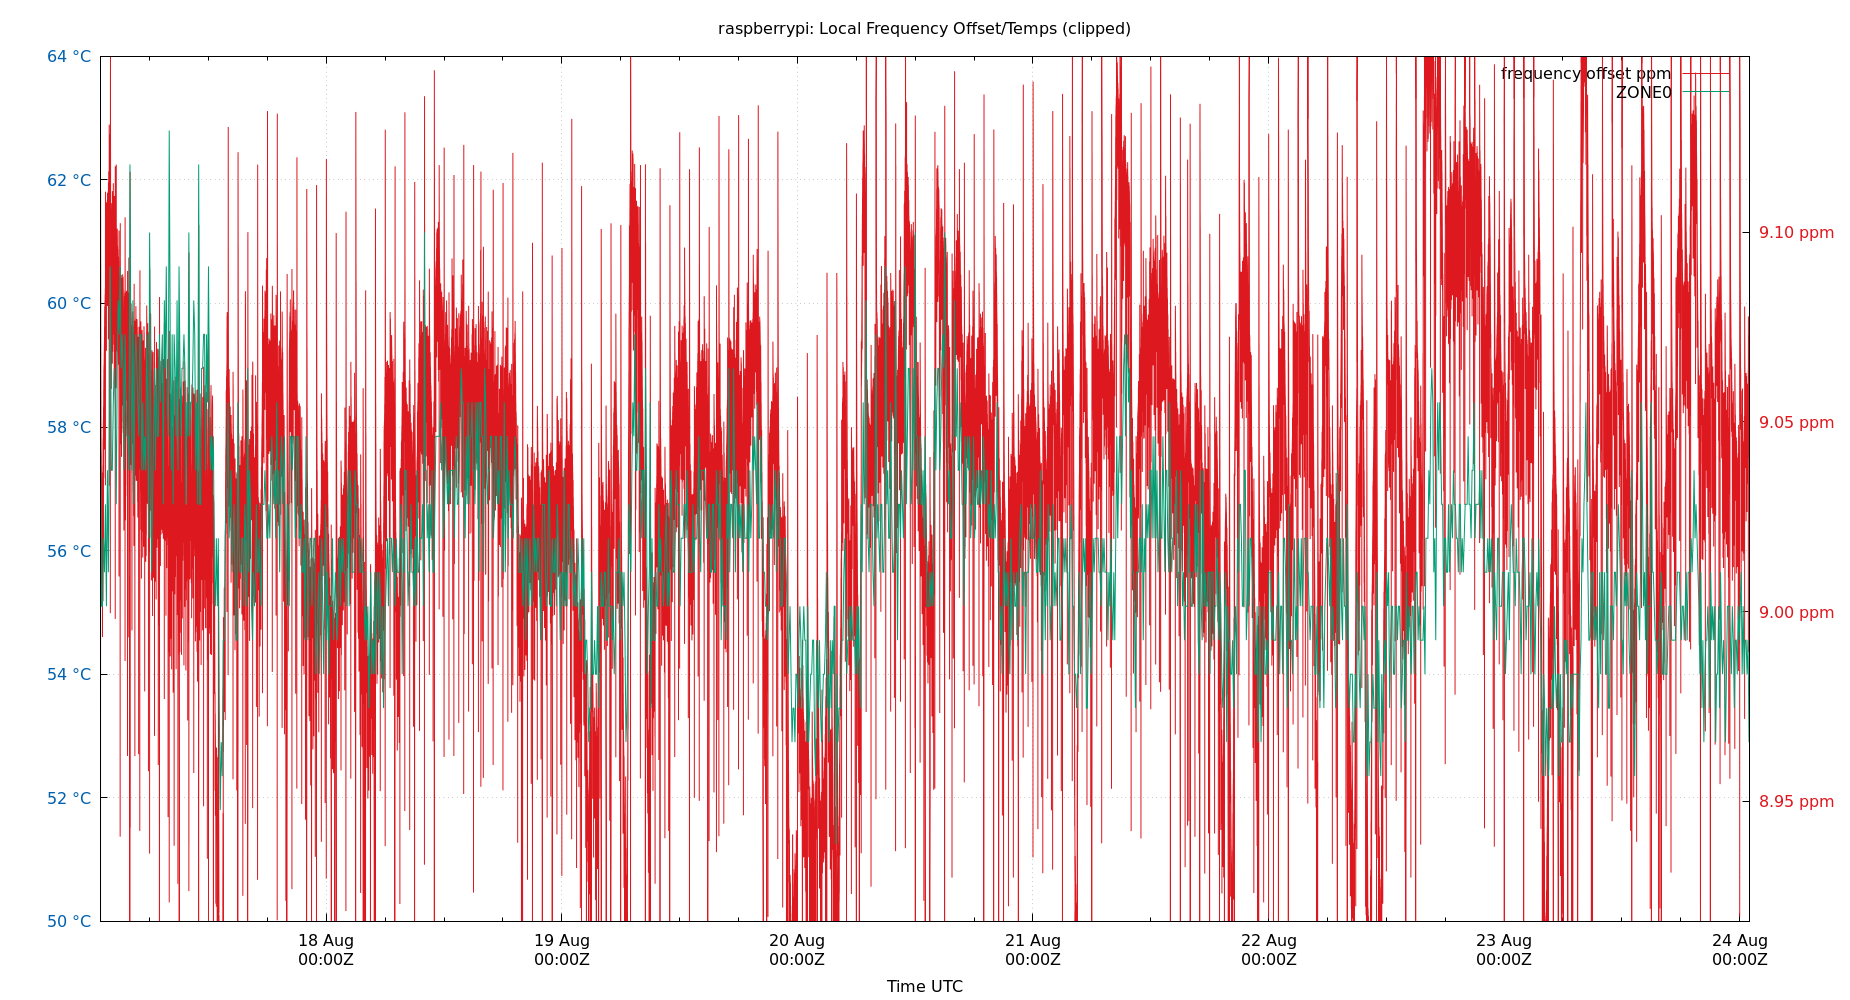 raspberrypi: Local Frequency Offset/Temps (clipped)
64 °C
62 °C
60 °C
58 °C
56 °C
54 °C
52 °C
50 °C
frequency offset ppm
ZONE0
9.10 ppm
9.05 ppm
9.00 ppm
8.95 ppm
18 Aug
00:00Z
19 Aug
00:00Z
20 Aug
00:00Z
21 Aug
00:00Z
22 Aug
00:00Z
23 Aug
00:00Z
24 Aug
00:00Z
Time UTC